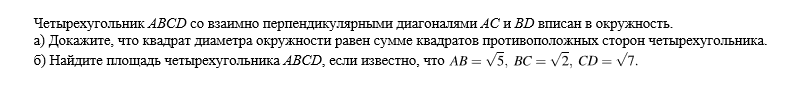 Четырехугольник ABCD со взаимно перпендикулярными диагоналями AC и BD вписан в окружность.
а) Докажите, что квадрат диаметра окружности равен сумме квадратов противоположных сторон четырехугольника.
б) Найдите площадь четырехугольника ABCD, если известно, что AB = √5, BC = √2, CD = √7.